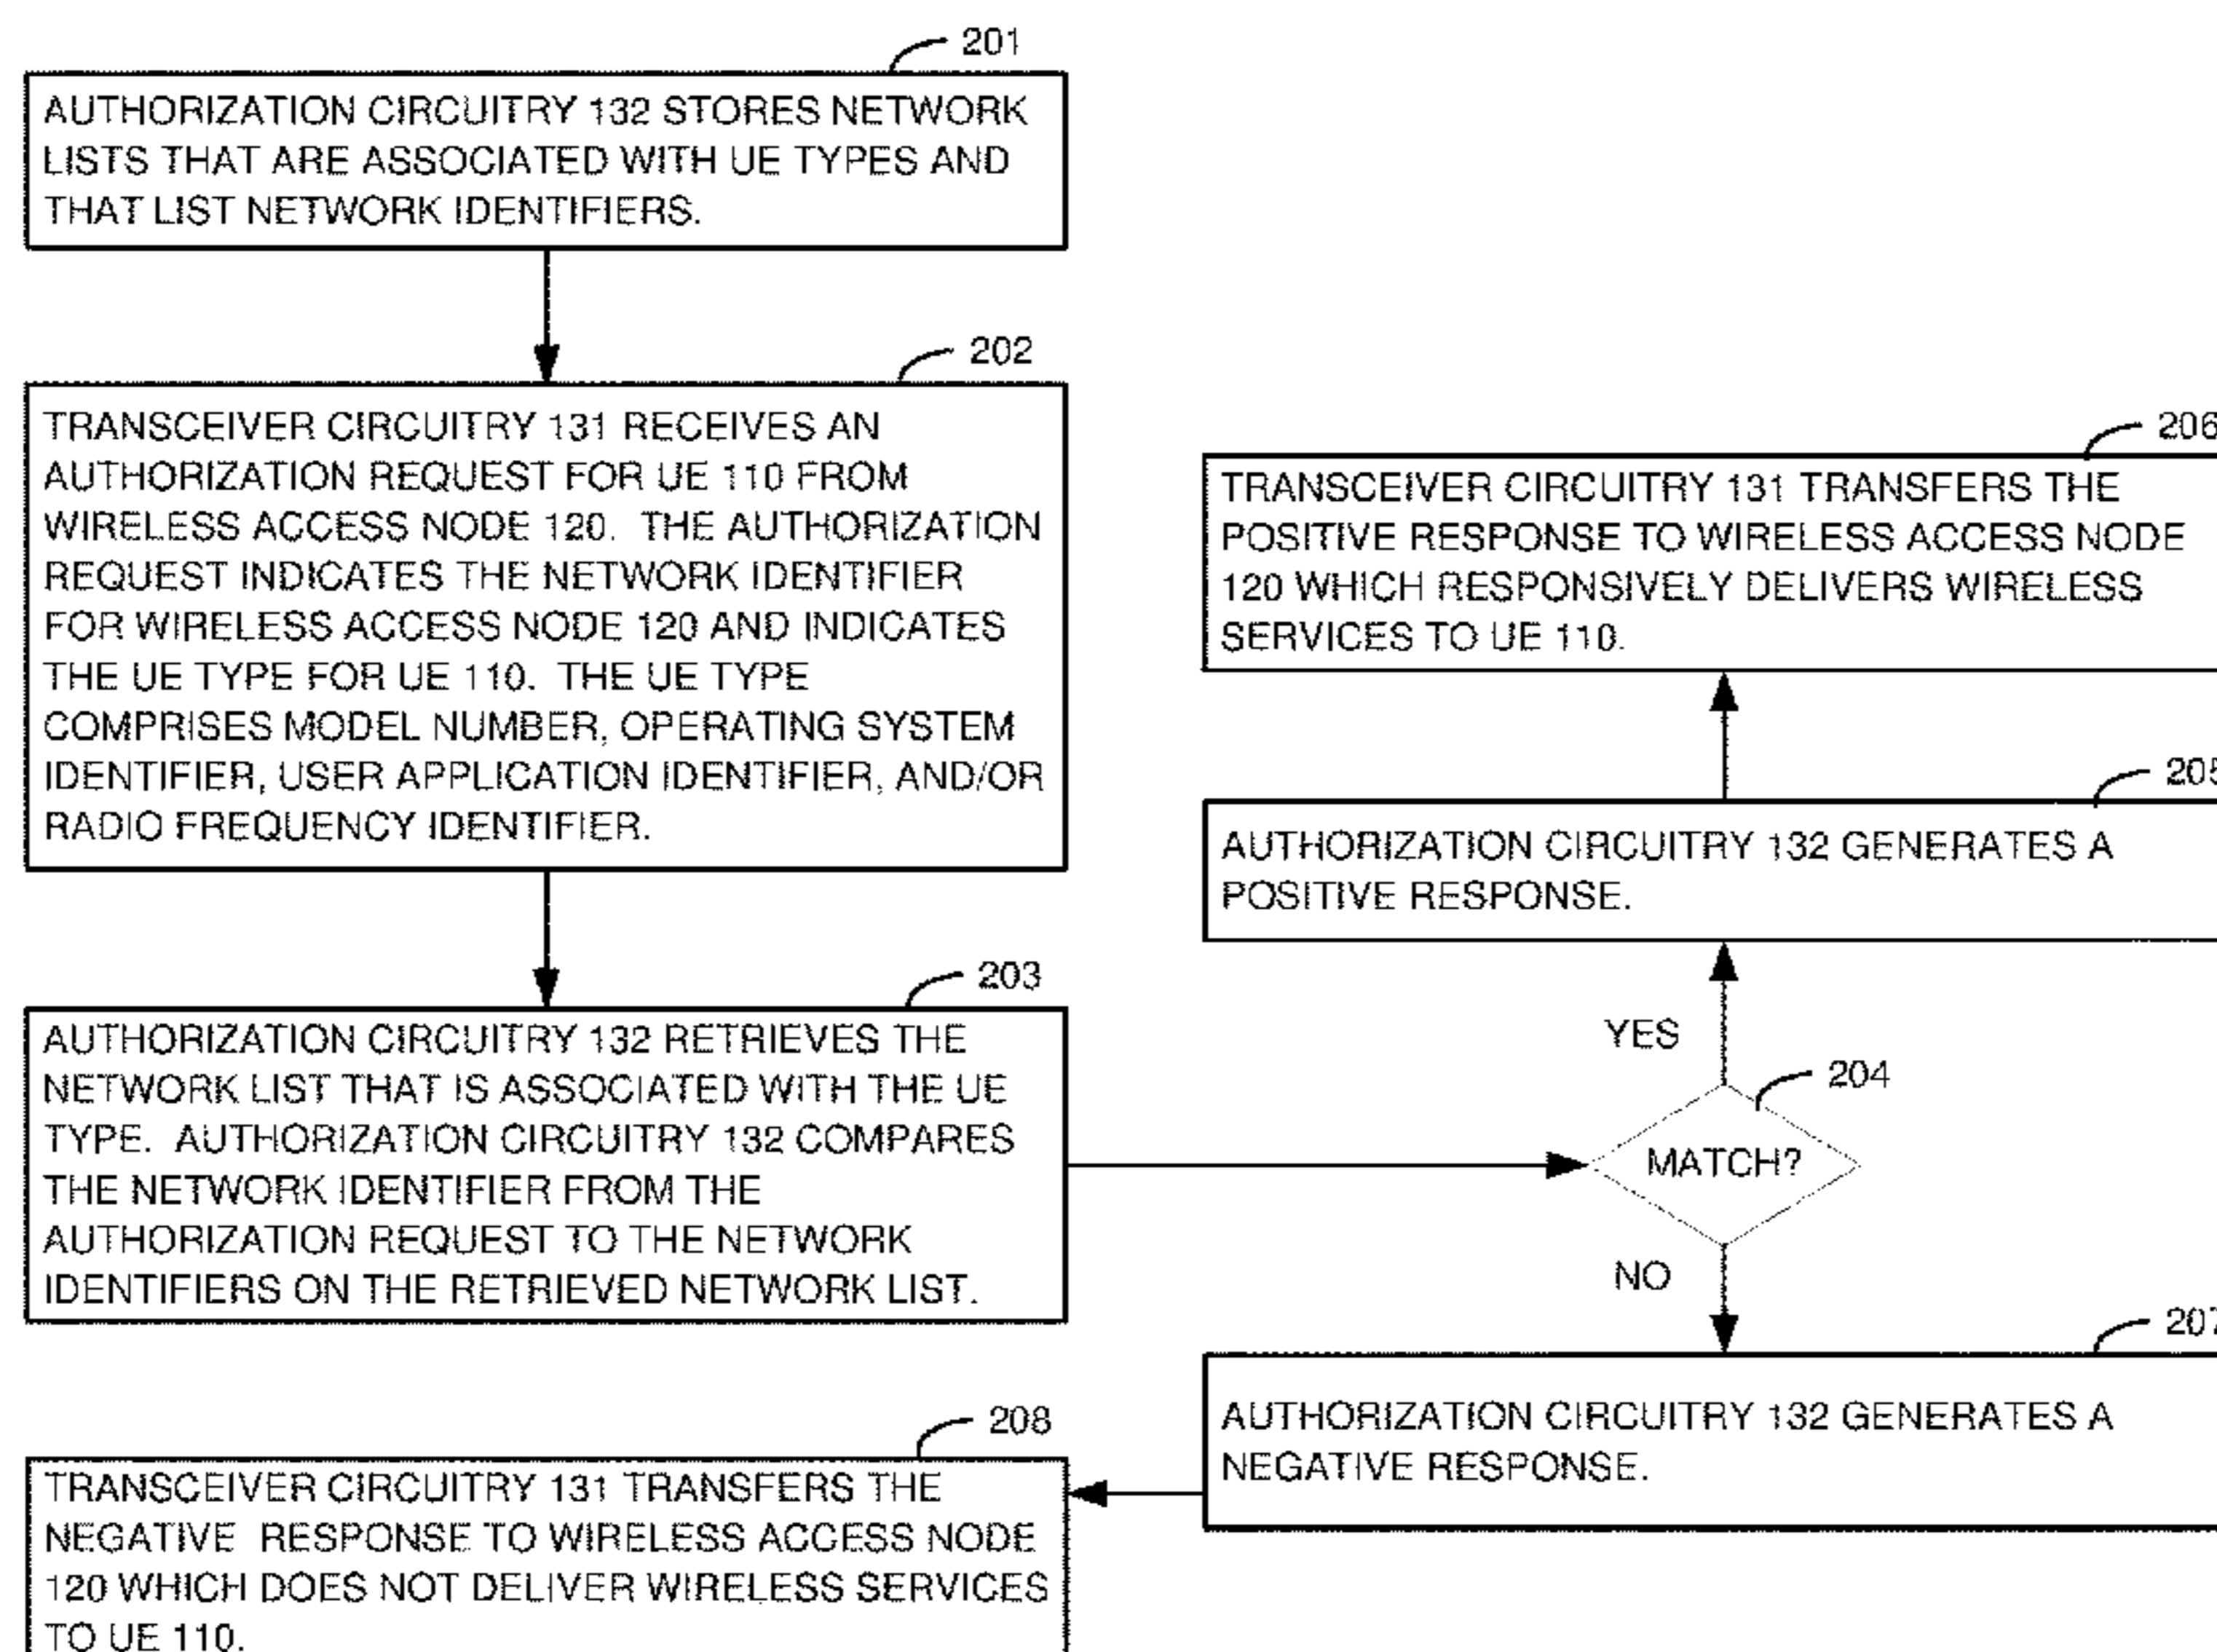 201
AUTHORIZATION CIRCUITRY 132 STORES NETWORK
LISTS THAT ARE ASSOCIATED WITH UE TYPES AND
THAT LIST NETWORK IDENTIFIERS.
202
TRANSCEIVER CIRCUITRY 131 RECEIVES AN
AUTHORIZATION REQUEST FOR UE 110 FROM
WIRELESS ACCESS NODE 120.  THE AUTHORIZATION
REQUEST INDICATES THE NETWORK IDENTIFIER
FOR WIRELESS ACCESS NODE 120 AND INDICATES
THE UE TYPE FOR UE 110.  THE UE TYPE
COMPRISES MODEL NUMBER, OPERATING SYSTEM
IDENTIFIER, USER APPLICATION IDENTIFIER, AND/OR
RADIO FREQUENCY IDENTIFIER.
203
AUTHORIZATION CIRCUITRY 132 RETRIEVES THE
NETWORK LIST THAT IS ASSOCIATED WITH THE UE
TYPE.  AUTHORIZATION CIRCUITRY 132 COMPARES
THE NETWORK IDENTIFIER FROM THE
AUTHORIZATION REQUEST TO THE NETWORK
IDENTIFIERS ON THE RETRIEVED NETWORK LIST.
204
MATCH?
YES
205
AUTHORIZATION CIRCUITRY 132 GENERATES A
POSITIVE RESPONSE.
206
TRANSCEIVER CIRCUITRY 131 TRANSFERS THE
POSITIVE RESPONSE TO WIRELESS ACCESS NODE
120 WHICH RESPONSIVELY DELIVERS WIRELESS
SERVICES TO UE 110.
NO
207
AUTHORIZATION CIRCUITRY 132 GENERATES A
NEGATIVE RESPONSE.
208
TRANSCEIVER CIRCUITRY 131 TRANSFERS THE
NEGATIVE  RESPONSE TO WIRELESS ACCESS NODE
120 WHICH DOES NOT DELIVER WIRELESS SERVICES
TO UE 110.